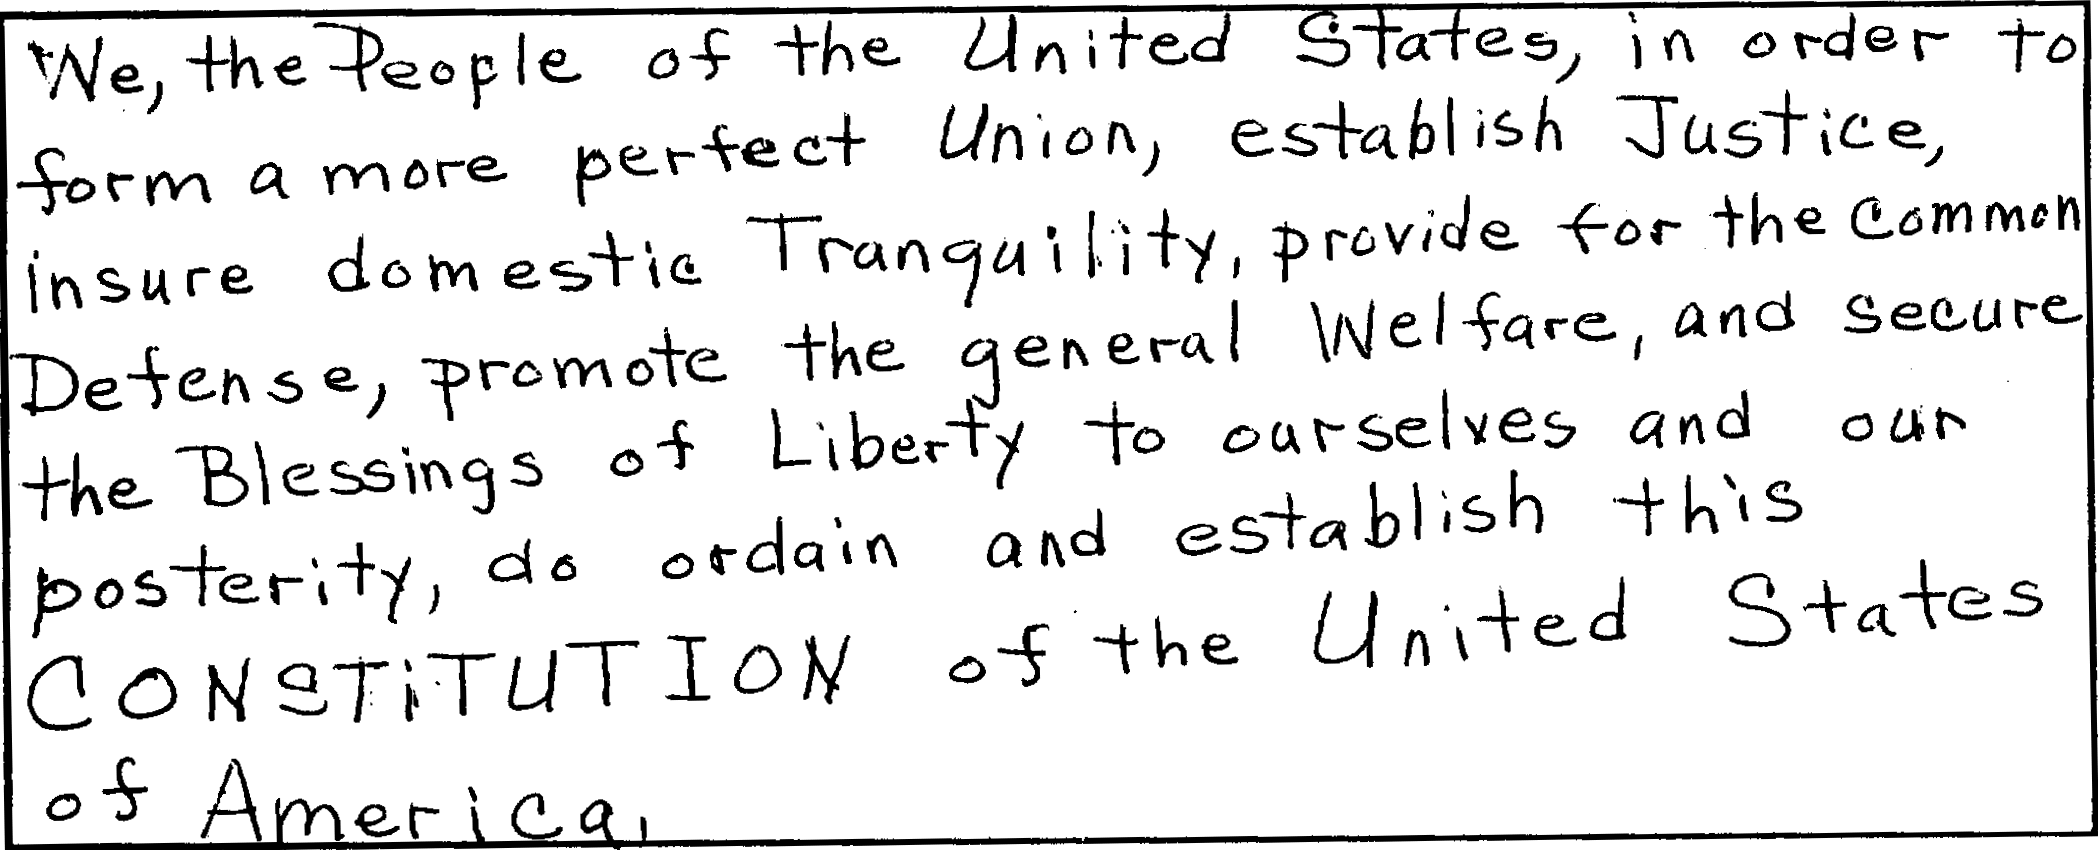 We, the People of the United States, in order to
form a more perfect Union, establish Justice,
insure domestic Tranquility, provide for the Common
Defense, promote the general Welfare, and secure
the Blessings of Liberty to ourselves and our
posterity, do ordain and establish this
CONSTiTUTION of the United States
of America.